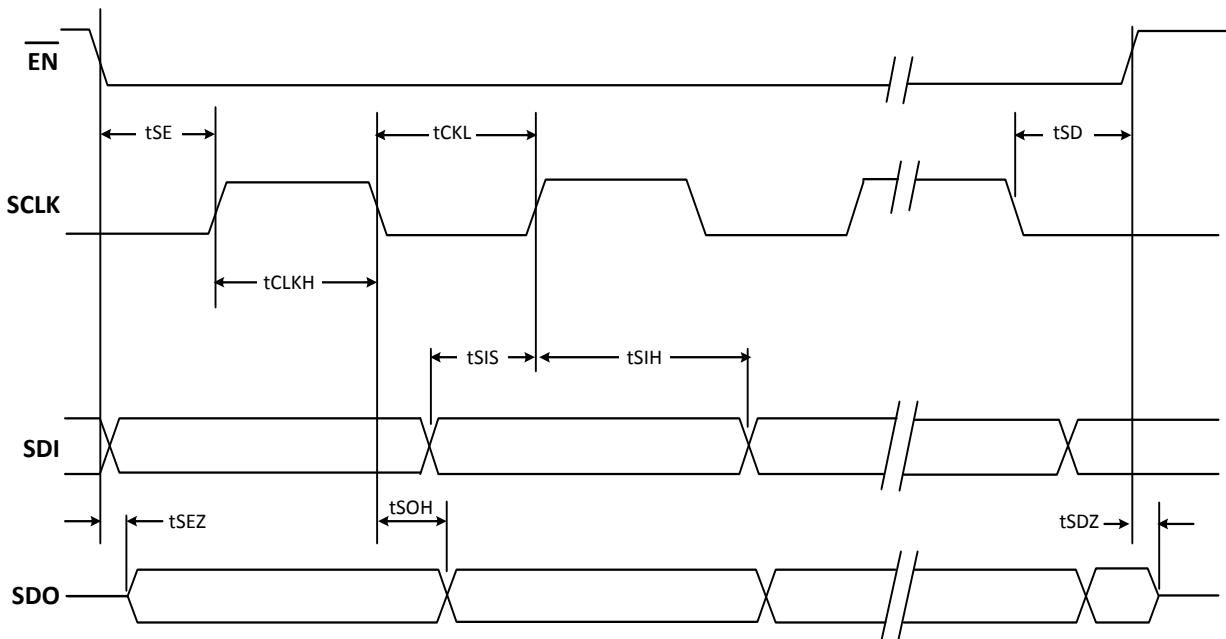 EN
tSE
tCKL
tSD
SCLK
tCLKH
tSIS
tSIH
SDI
tSEZ
tSOH
tSDZ
SDO